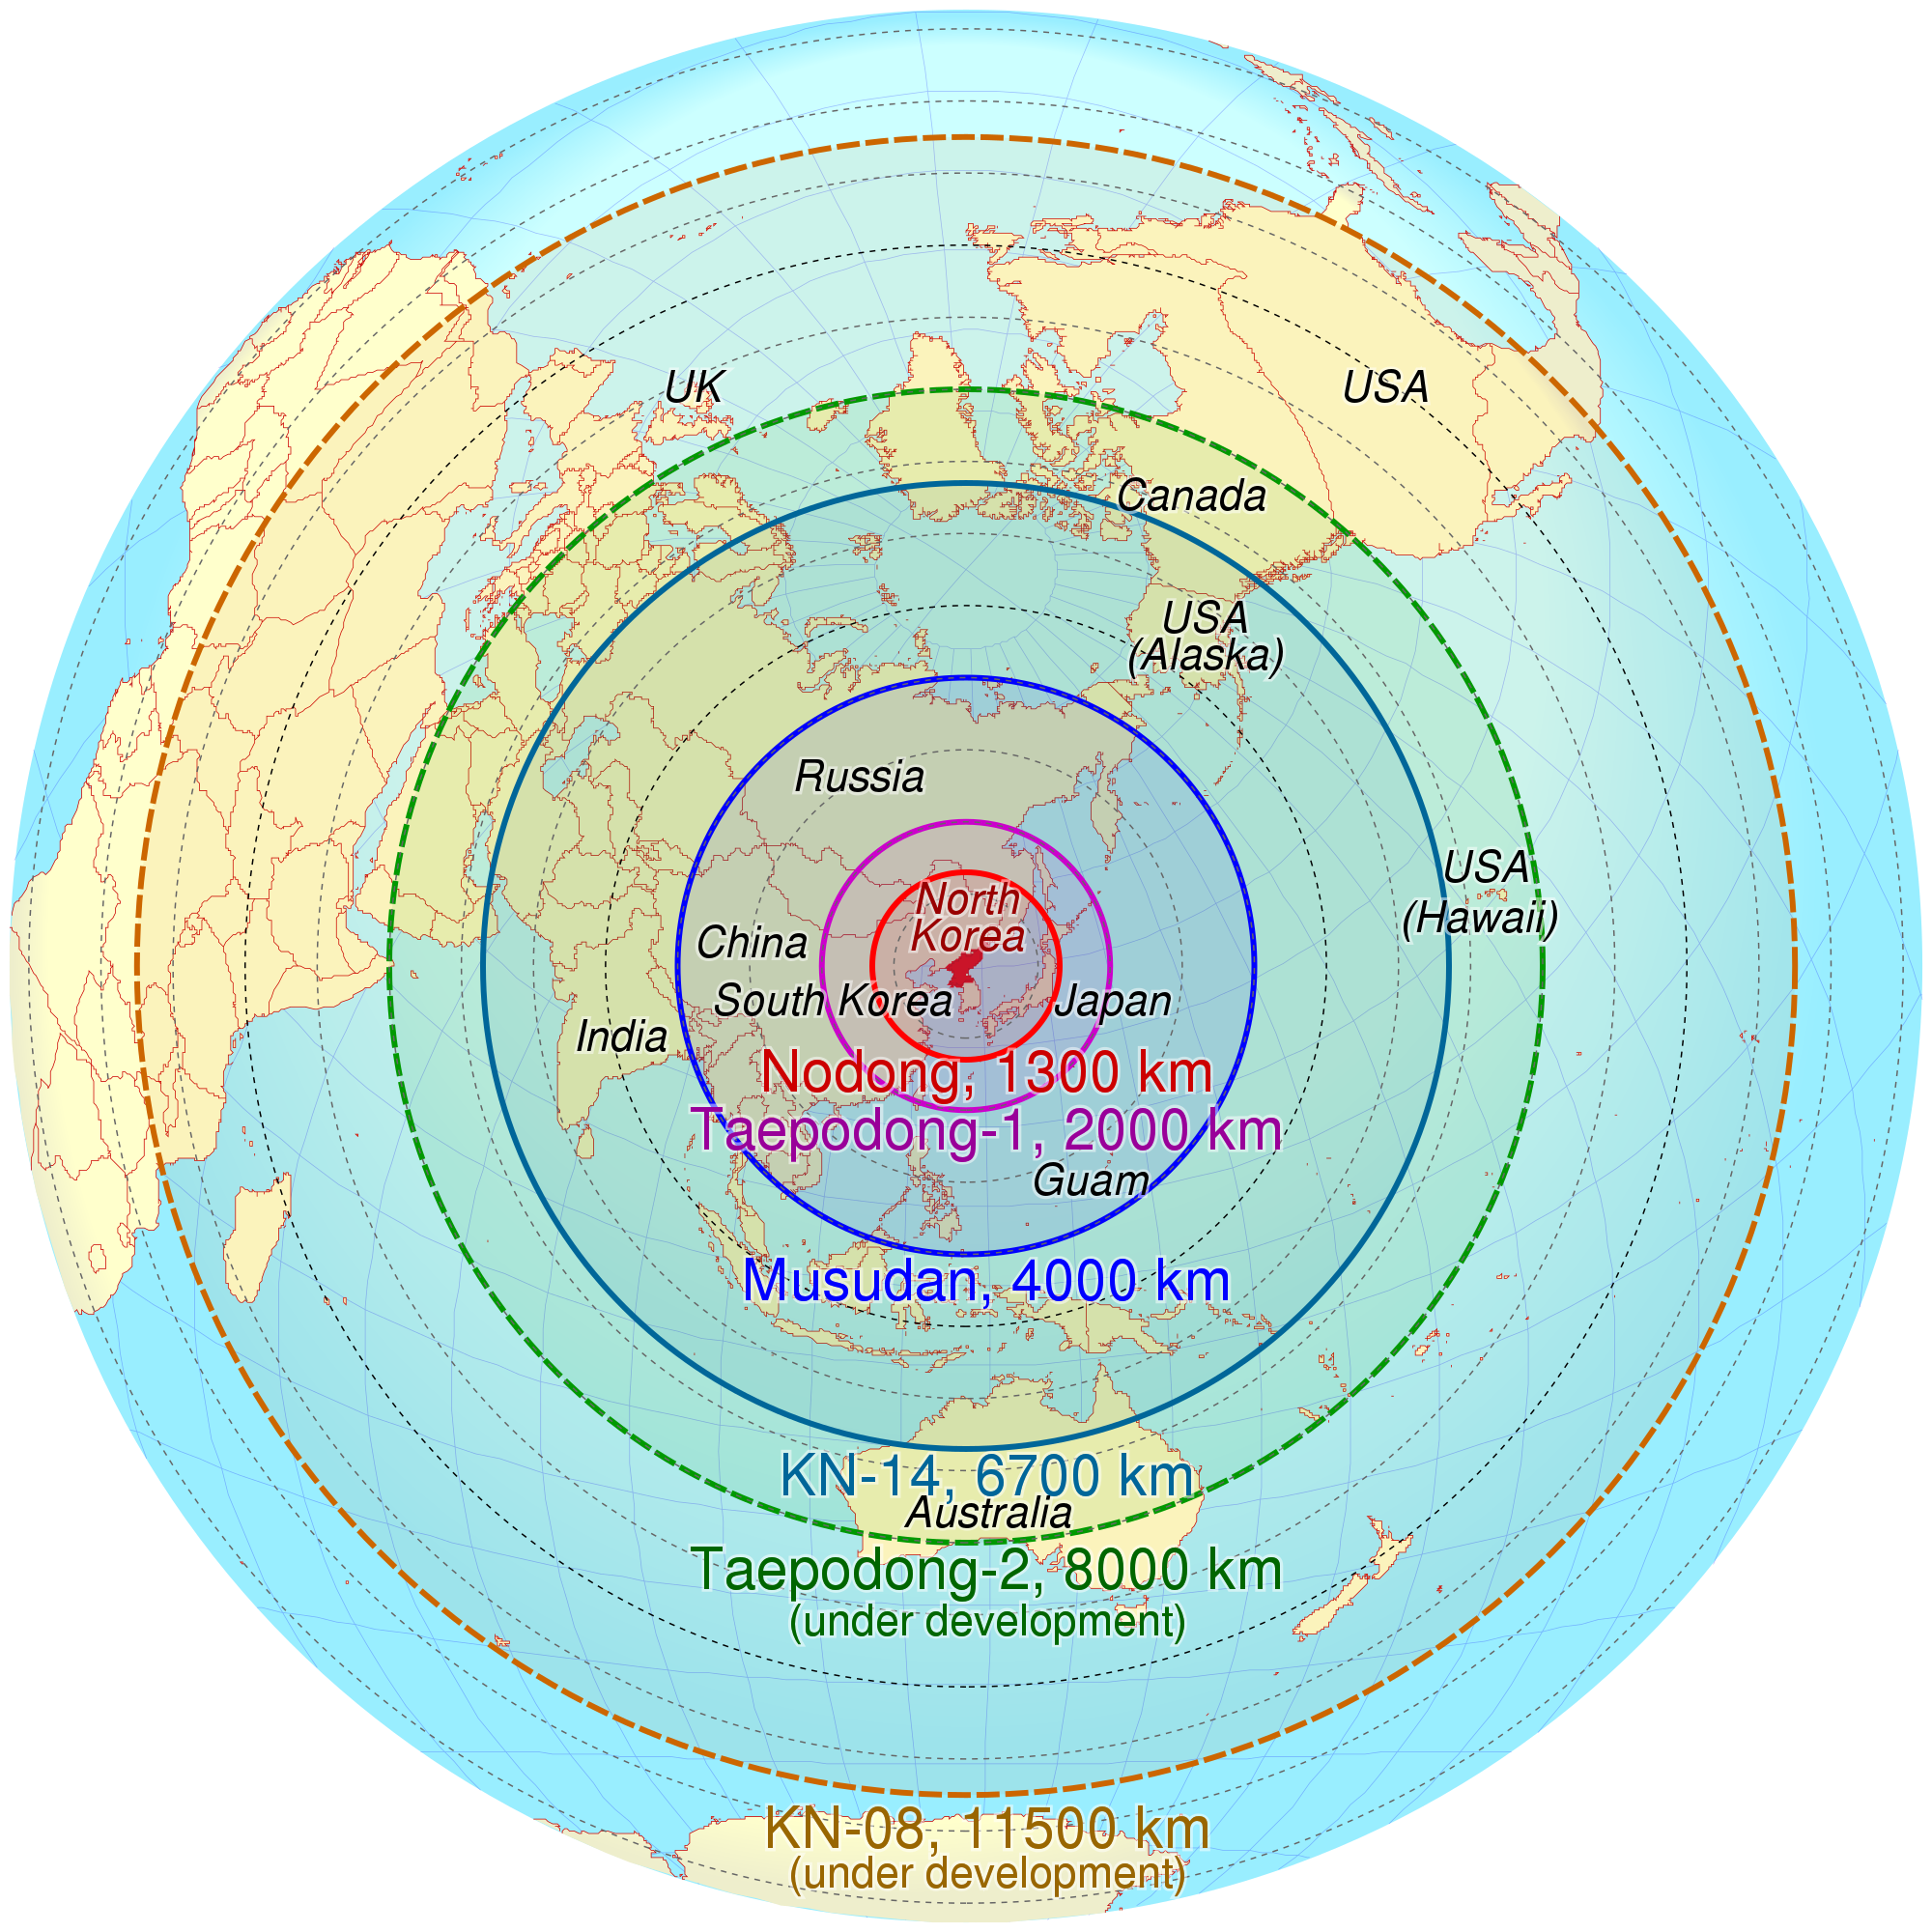 UK
USA
Canada
USA
(Alaska)
Russia
USA
(Hawaii)
North
Korea
China
South Korea
Japan
India
Nodong, 1300 km
Taepodong-1, 2000 km
Guam
Musudan, 4000 km
KN-14, 6700 km
Australia
Taepodong-2, 8000 km
(under development)
KN-08, 11500 km
(under development)